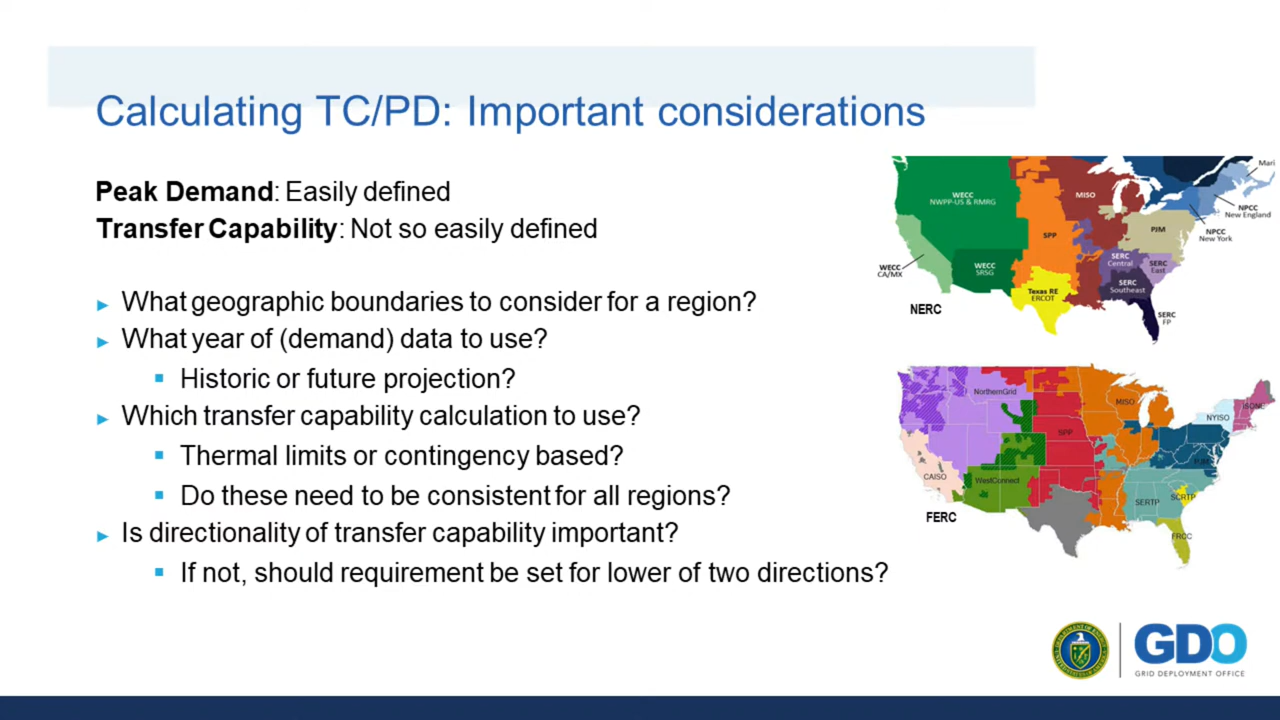 Calculating TC/PD: Important considerations
Peak Demand: Easily defined
Transfer Capability: Not so easily defined
► What geographic boundaries to consider for a region?
► What year of (demand) data to use?
▪ Historic or future projection?
► Which transfer capability calculation to use?
▪ Thermal limits or contingency based?
▪ Do these need to be consistent for all regions?
► Is directionality of transfer capability important?
▪ If not, should requirement be set for lower of two directions?
WECC
NWPP-US & RMRG
MISO
Mari
NPCC
New England
PJM
NPCC
New York
SPP
SERC
Central
SERC
East
WECC
CA/MX
WECC
SRSG
SERC
Southeast
Texas RE
ERCOT
NERC
SERC
FP
NorthernGrid
MISO
ISONE
NYISO
SPP
PJM
CAISO
WestConnect
SERTP
SCRTP
FERC
FRCC
GDO
GRID DEPLOYMENT OFFICE